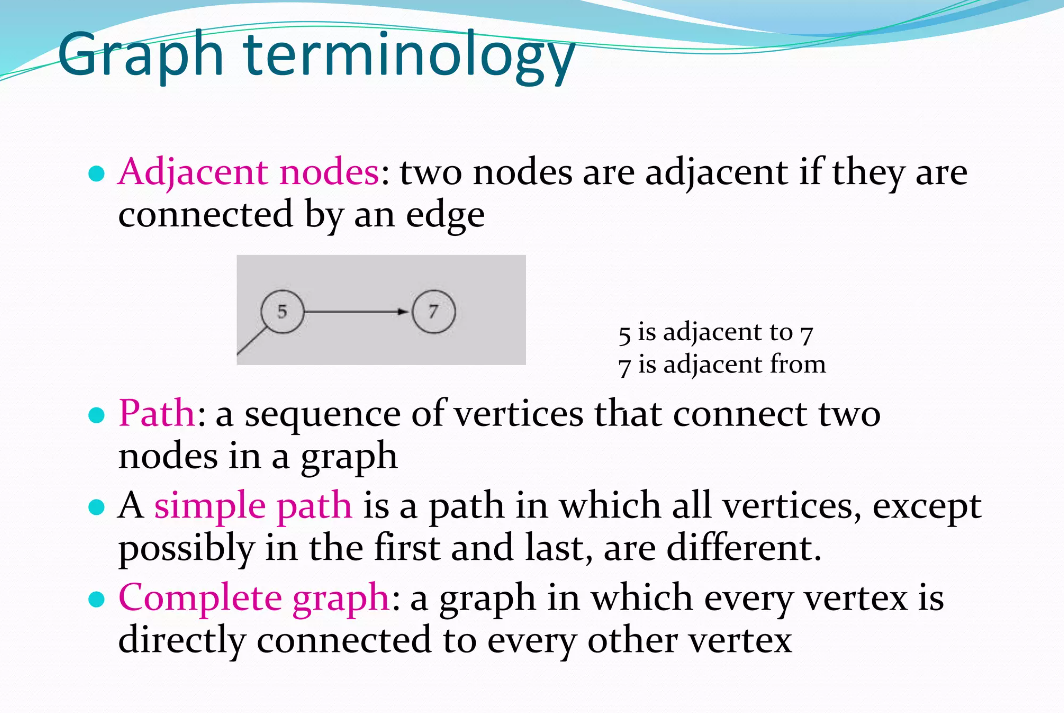 Graph terminology
● Adjacent nodes: two nodes are adjacent if they are
connected by an edge
5
7
5 is adjacent to 7
7 is adjacent from
● Path: a sequence of vertices that connect two
nodes in a graph
● A simple path is a path in which all vertices, except
possibly in the first and last, are different.
● Complete graph: a graph in which every vertex is
directly connected to every other vertex